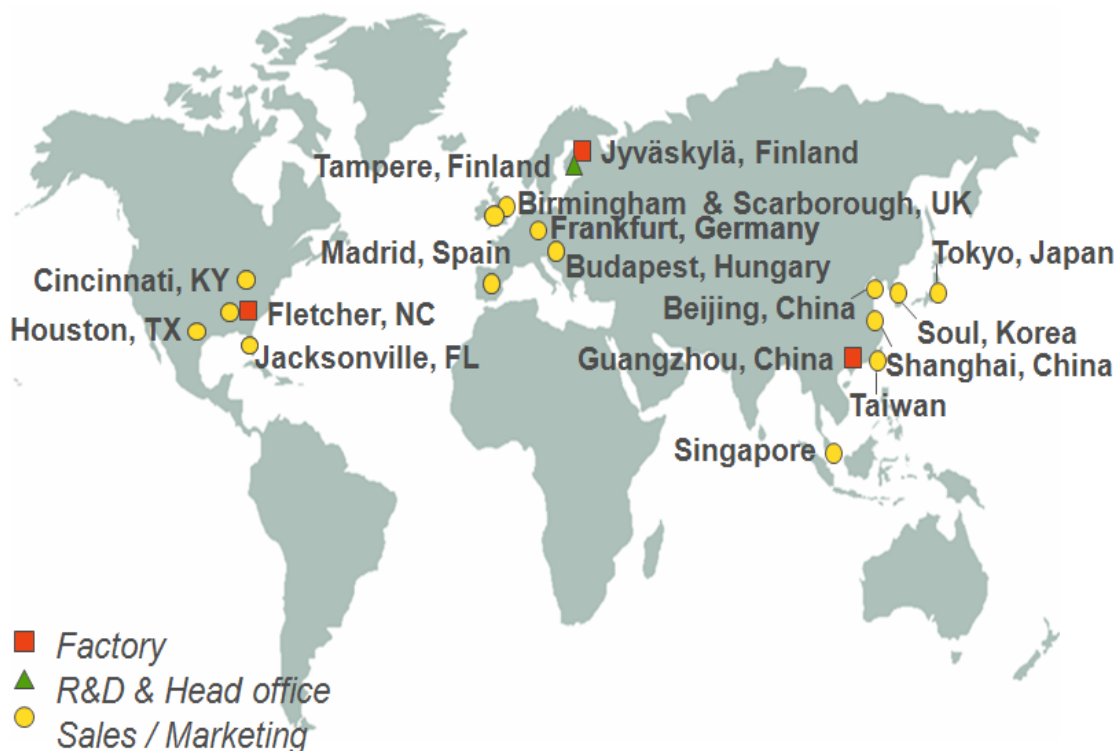 Jyväskylä, Finland
Tampere, Finland
Birmingham & Scarborough, UK
Frankfurt, Germany
Madrid, Spain
Tokyo, Japan
Budapest, Hungary
Cincinnati, KY
Beijing, China
Fletcher, NC
Houston, TX
Soul, Korea
Jacksonville, FL
Guangzhou, China
Shanghai, China
Taiwan
Singapore
Factory
R&D & Head office
Sales / Marketing